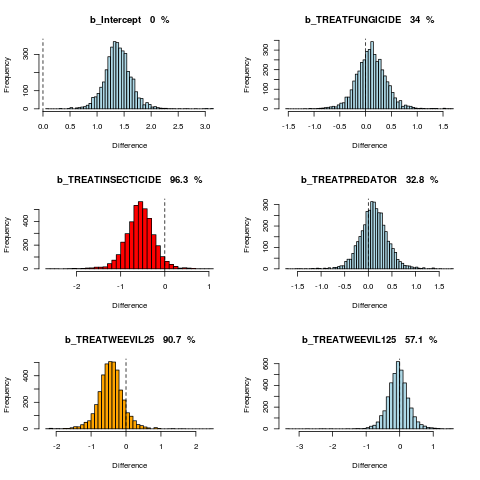 b_Intercept 0 %
Frequency
0 100 300
0.0 0.5 1.0 1.5 2.0 2.5 3.0
Difference
b_TREATFUNGICIDE 34 %
Frequency
0 100 200 300
-1.5 -1.0 -0.5 0.0 0.5 1.0 1.5
Difference
b_TREATINSECTICIDE 96.3 %
Frequency
0 200 400
-2 -1 0 1
Difference
b_TREATPREDATOR 32.8 %
Frequency
0 100 200 300
-1.5 -1.0 -0.5 0.0 0.5 1.0 1.5
Difference
b_TREATWEEVIL25 90.7 %
Frequency
0 200 400
-2 -1 0 1 2
Difference
b_TREATWEEVIL125 57.1 %
Frequency
0 200 400 600
-3 -2 -1 0 1
Difference